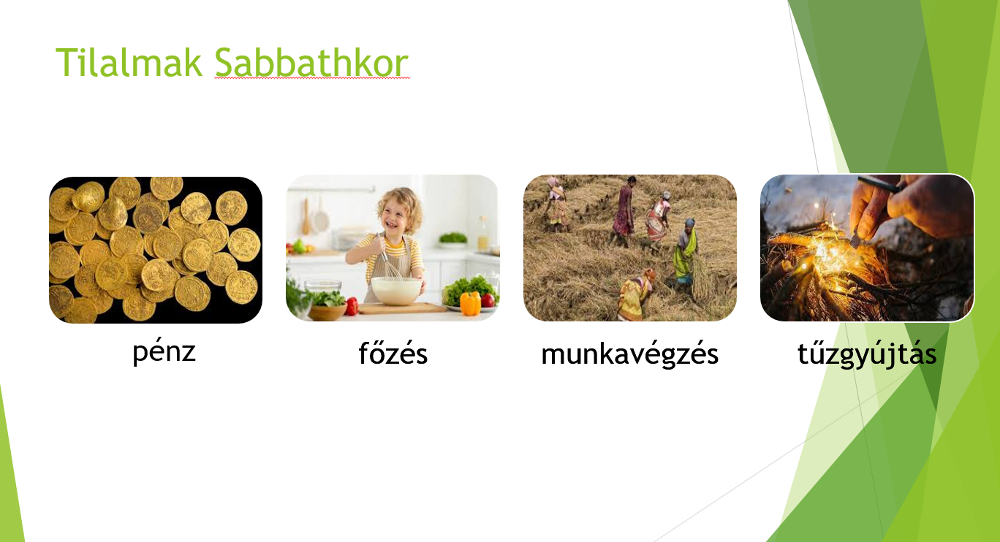 Tilalmak Sabbathkor
pénz
főzés
munkavégzés
tűzgyújtás